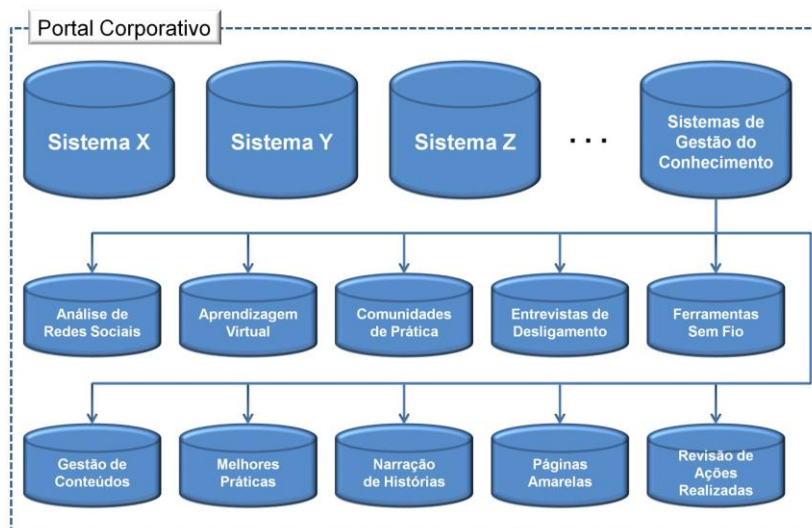 Portal Corporativo
Sistema X
Sistema Y
Sistema Z
. . .
Sistemas de
Gestão do
Conhecimento
Análise de
Redes Sociais
Aprendizagem
Virtual
Comunidades
de Prática
Entrevistas de
Desligamento
Ferramentas
Sem Fio
Gestão de
Conteúdos
Melhores
Práticas
Narração
de Histórias
Páginas
Amarelas
Revisão de
Ações
Realizadas